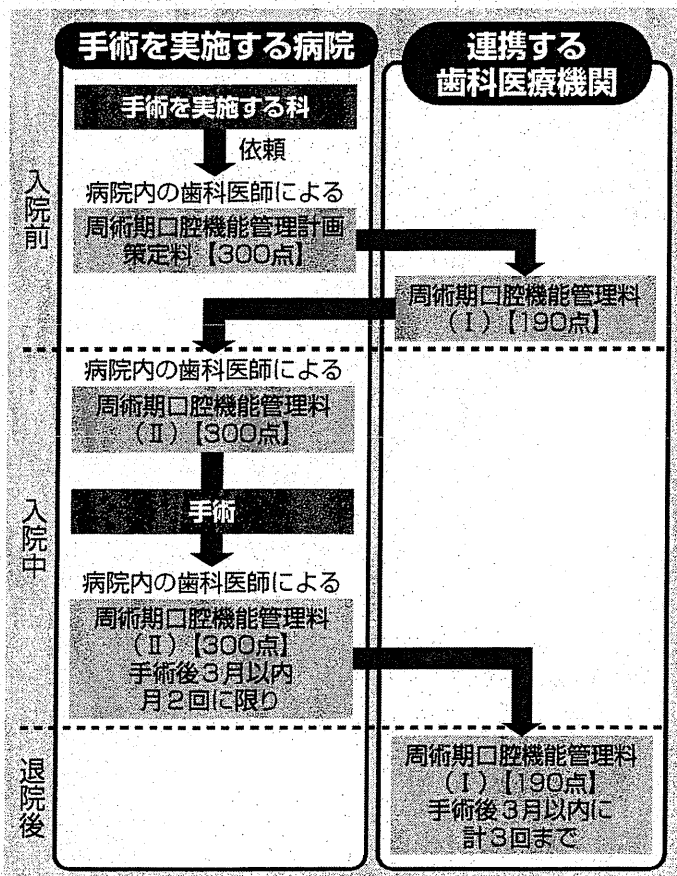 手術を実施する病院
連携する
歯科医療機関
入院前
手術を実施する科
依頼
病院内の歯科医師による
周術期口腔機能管理計画
策定料【300点】
周術期口腔機能管理料
（Ⅰ）【190点】
入院中
病院内の歯科医師による
周術期口腔機能管理料
（Ⅱ）【300点】
手術
病院内の歯科医師による
周術期口腔機能管理料
（Ⅱ）【300点】
手術後3月以内
月2回に限り
退院後
周術期口腔機能管理料
（Ⅰ）【190点】
手術後3月以内に
計3回まで